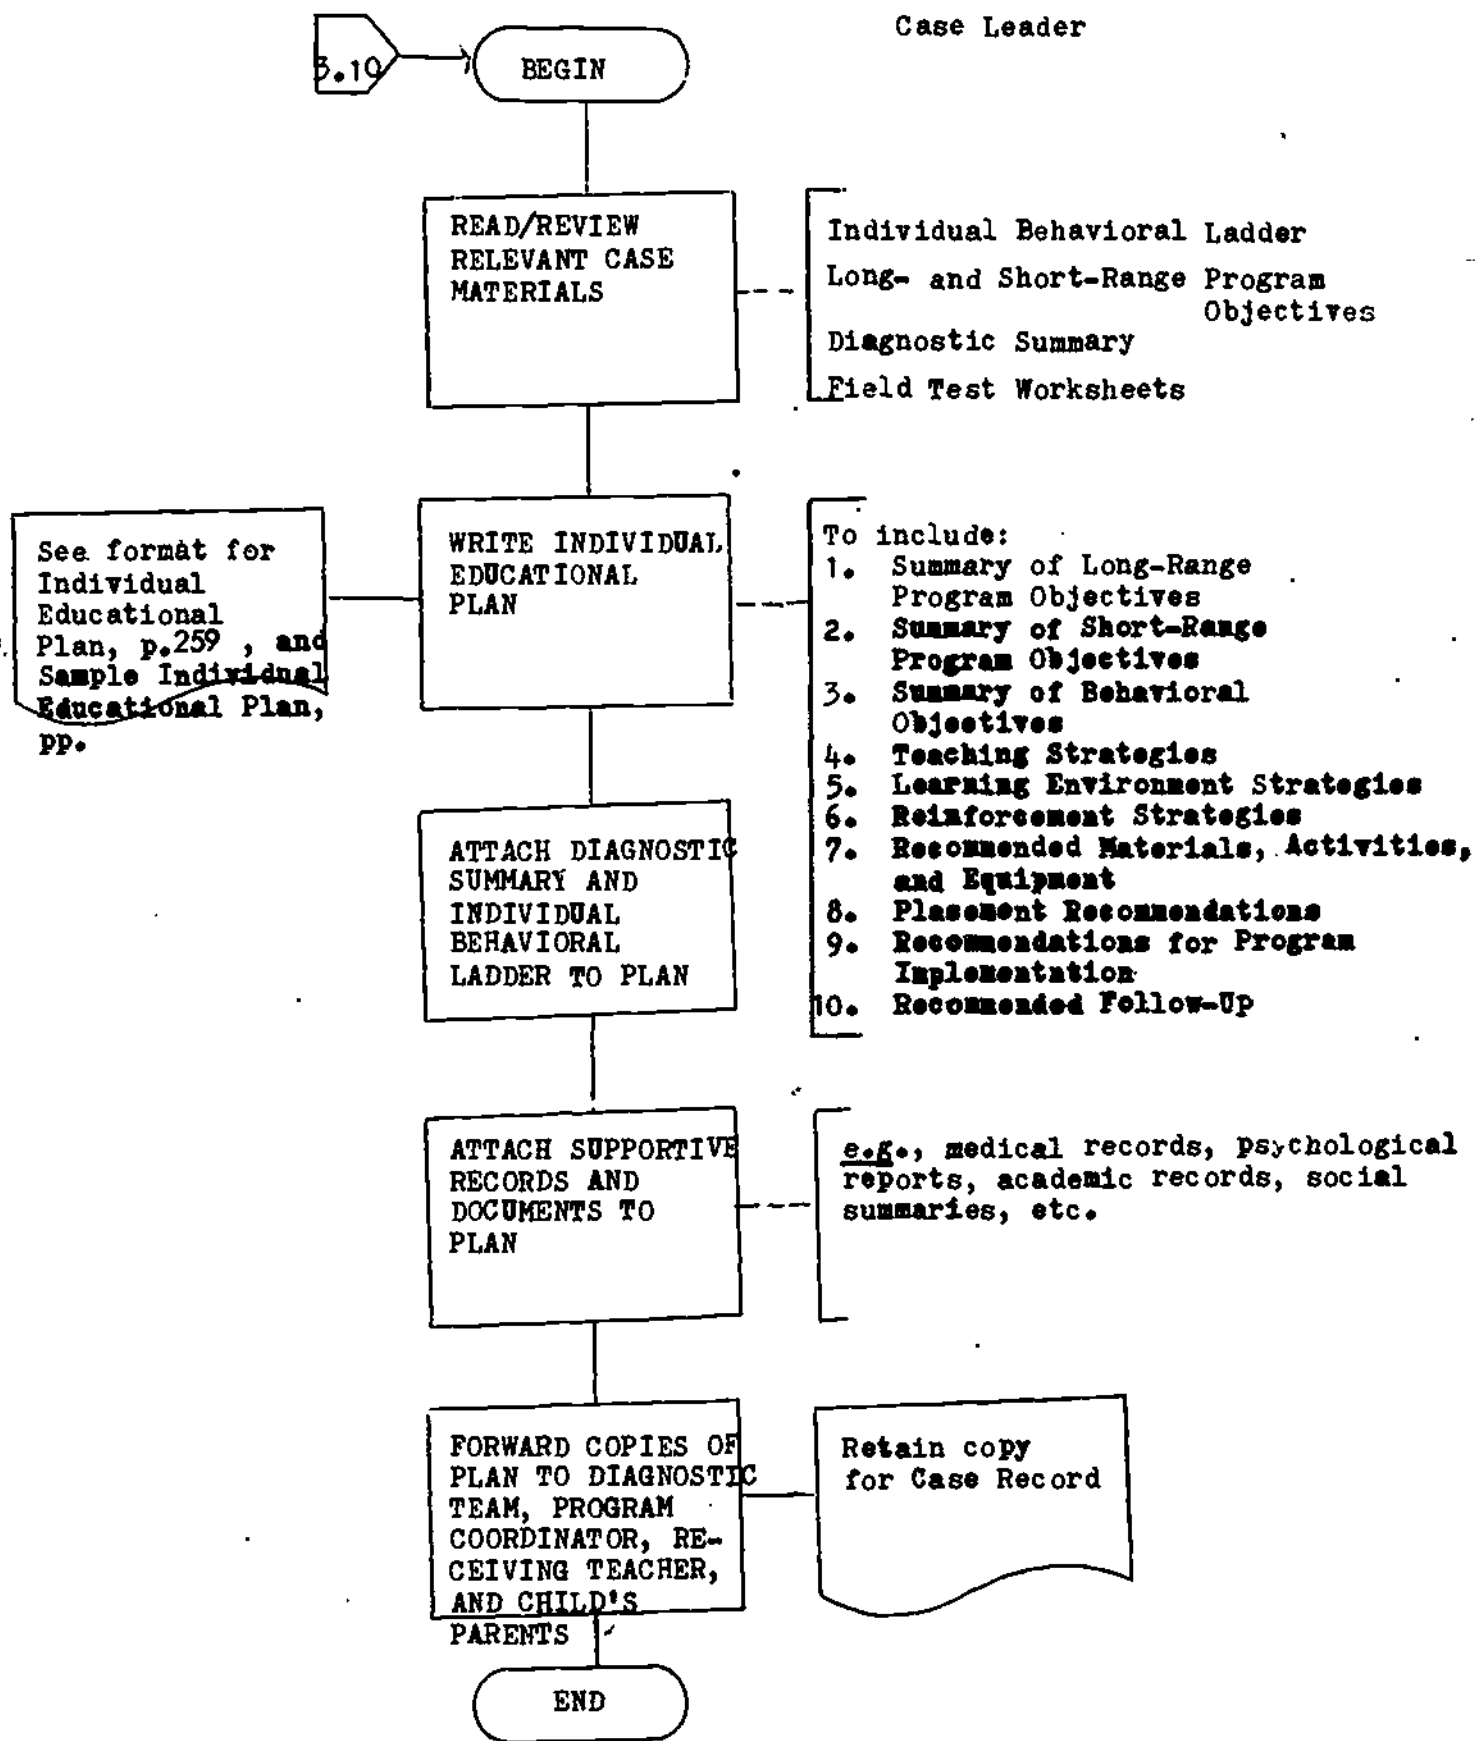 Case Leader
3.10
BEGIN
READ/REVIEW
RELEVANT CASE
MATERIALS
Individual Behavioral Ladder
Long- and Short-Range Program
Objectives
Diagnostic Summary
Field Test Worksheets
See format for
Individual
Educational
Plan, p.259 , and
Sample Individual
Educational Plan,
pp.
WRITE INDIVIDUAL
EDUCATIONAL
PLAN
To include:
1. Summary of Long-Range
Program Objectives
2. Summary of Short-Range
Program Objectives
3. Summary of Behavioral
Objectives
4. Teaching Strategies
5. Learning Environment Strategies
6. Reinforcement Strategies
7. Recommended Materials, Activities,
and Equipment
8. Placement Recommendations
9. Recommendations for Program
Implementation
10. Recommended Follow-Up
ATTACH DIAGNOSTIC
SUMMARY AND
INDIVIDUAL
BEHAVIORAL
LADDER TO PLAN
ATTACH SUPPORTIVE
RECORDS AND
DOCUMENTS TO
PLAN
e.g., medical records, psychological
reports, academic records, social
summaries, etc.
FORWARD COPIES OF
PLAN TO DIAGNOSTIC
TEAM, PROGRAM
COORDINATOR, RE-
CEIVING TEACHER,
AND CHILD'S
PARENTS
Retain copy
for Case Record
END